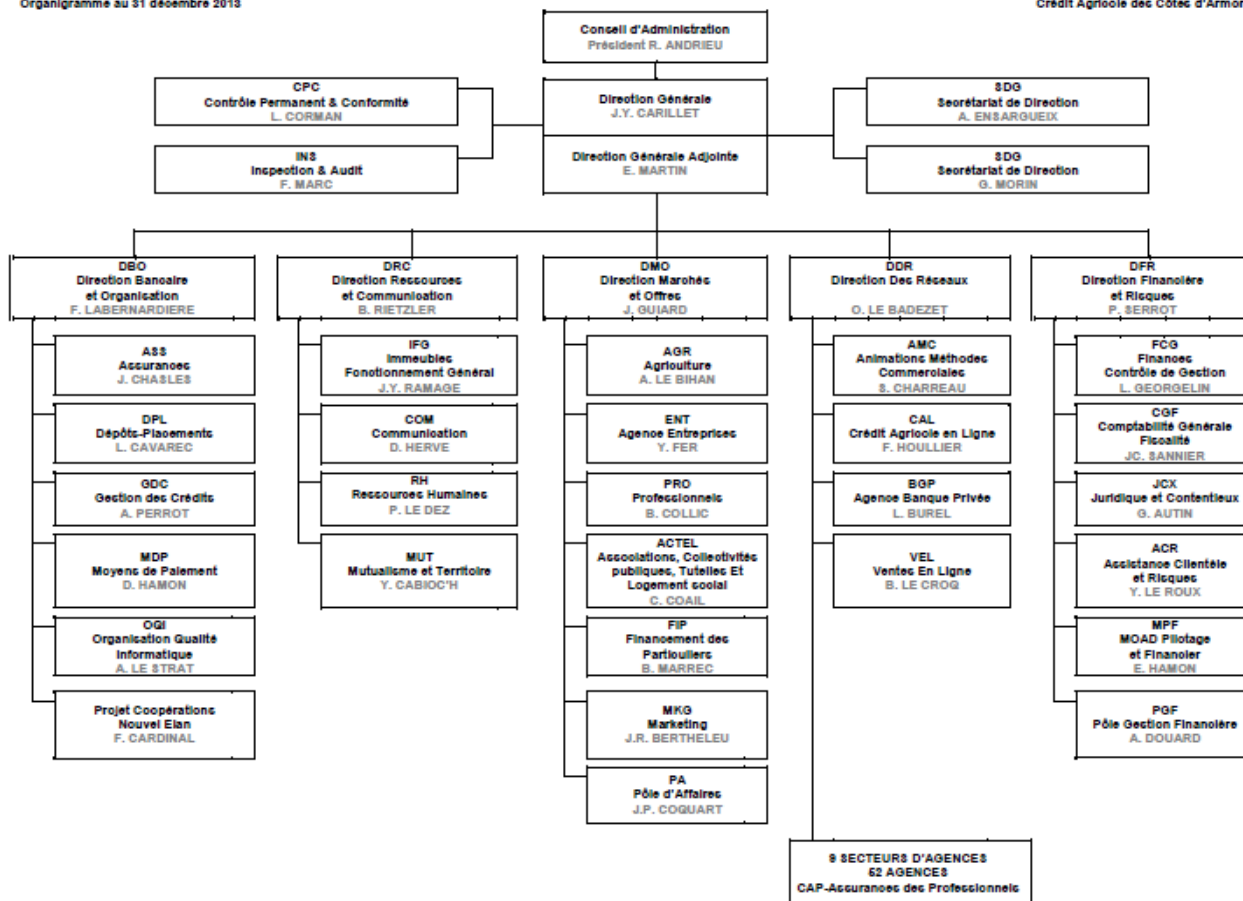 Organigramme au 31 décembre 2013
Crédit Agricole des Côtes d'Armor
Conseil d'Administration
Président R. ANDRIEU
CPC
Contrôle Permanent & Conformité
L. CORMAN
Direction Générale
J.Y. CARILLET
SDG
Secrétariat de Direction
A. ENSARGUEIX
INS
Inspection & Audit
F. MARC
Direction Générale Adjointe
E. MARTIN
SDG
Secrétariat de Direction
G. MORIN
DBO
Direction Bancaire
et Organisation
F. LABERNARDIERE
DRC
Direction Ressources
et Communication
B. RIETZLER
DMO
Direction Marchés
et Offres
J. GUIARD
DDR
Direction Des Réseaux
O. LE BADEZET
DFR
Direction Financière
et Risques
P. SERROT
ASS
Assurances
J. CHASLES
DPL
Dépôts-Placements
L. CAVAREC
GDC
Gestion des Crédits
A. PERROT
MDP
Moyens de Paiement
D. HAMON
OQI
Organisation Qualité
Informatique
A. LE STRAT
Projet Coopérations
Nouvel Elan
F. CARDINAL
IFG
Immeubles
Fonctionnement Général
J.Y. RAMAGE
COM
Communication
D. HERVE
RH
Ressources Humaines
P. LE DEZ
MUT
Mutualisme et Territoire
Y. CABIOC'H
AGR
Agriculture
A. LE BIHAN
ENT
Agence Entreprises
Y. FER
PRO
Professionnels
B. COLLIC
ACTEL
Associations, Collectivités
publiques, Tutelles Et
Logement social
C. COAIL
FIP
Financement des
Particuliers
B. MARREC
MKG
Marketing
J.R. BERTHELEU
PA
Pôle d'Affaires
J.P. COQUART
AMC
Animations Méthodes
Commerciales
S. CHARREAU
CAL
Crédit Agricole en Ligne
F. HOULLIER
BGP
Agence Banque Privée
L. BUREL
VEL
Ventes En Ligne
B. LE CROQ
9 SECTEURS D'AGENCES
52 AGENCES
CAP-Assurances des Professionnels
FCG
Finances
Contrôle de Gestion
L. GEORGELIN
CGF
Comptabilité Générale
Fiscalité
JC. SANNIER
JCX
Juridique et Contentieux
G. AUTIN
ACR
Assistance Clientèle
et Risques
Y. LE ROUX
MPF
MOAD Pilotage
et Financier
E. HAMON
PGF
Pôle Gestion Financière
A. DOUARD